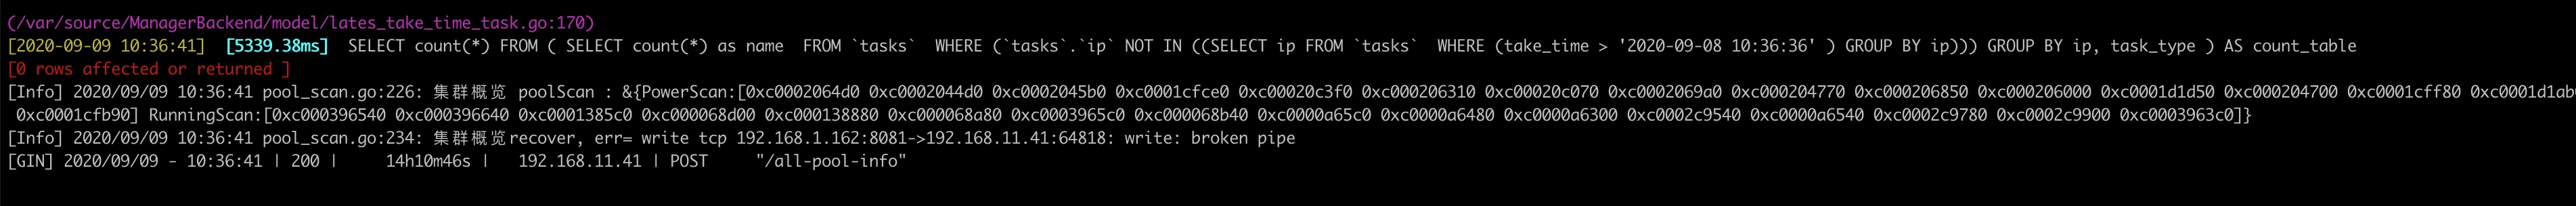 (/var/source/ManagerBackend/model/lates_take_time_task.go:170)
[2020-09-09 10:36:41]  [5339.38ms]  SELECT count(*) FROM ( SELECT count(*) as name  FROM `tasks`  WHERE (`tasks`.`ip` NOT IN ((SELECT ip FROM `tasks`  WHERE (take_time > '2020-09-08 10:36:36' ) GROUP BY ip))) GROUP BY ip, task_type ) AS count_table
[0 rows affected or returned ]
[Info] 2020/09/09 10:36:41 pool_scan.go:226: 集群概览 poolScan : &{PowerScan:[0xc0002064d0 0xc0002044d0 0xc0002045b0 0xc0001cfce0 0xc00020c3f0 0xc000206310 0xc00020c070 0xc0002069a0 0xc000204770 0xc000206850 0xc000206000 0xc0001d1d50 0xc000204700 0xc0001cff80 0xc0001d1ab
0xc0001cfb90] RunningScan:[0xc000396540 0xc000396640 0xc0001385c0 0xc000068d00 0xc000138880 0xc000068a80 0xc0003965c0 0xc000068b40 0xc0000a65c0 0xc0000a6480 0xc0000a6300 0xc0002c9540 0xc0000a6540 0xc0002c9780 0xc0002c9900 0xc0003963c0]}
[Info] 2020/09/09 10:36:41 pool_scan.go:234: 集群概览recover, err= write tcp 192.168.1.162:8081->192.168.11.41:64818: write: broken pipe
[GIN] 2020/09/09 - 10:36:41 | 200 |     14h10m46s |   192.168.11.41 | POST     "/all-pool-info"